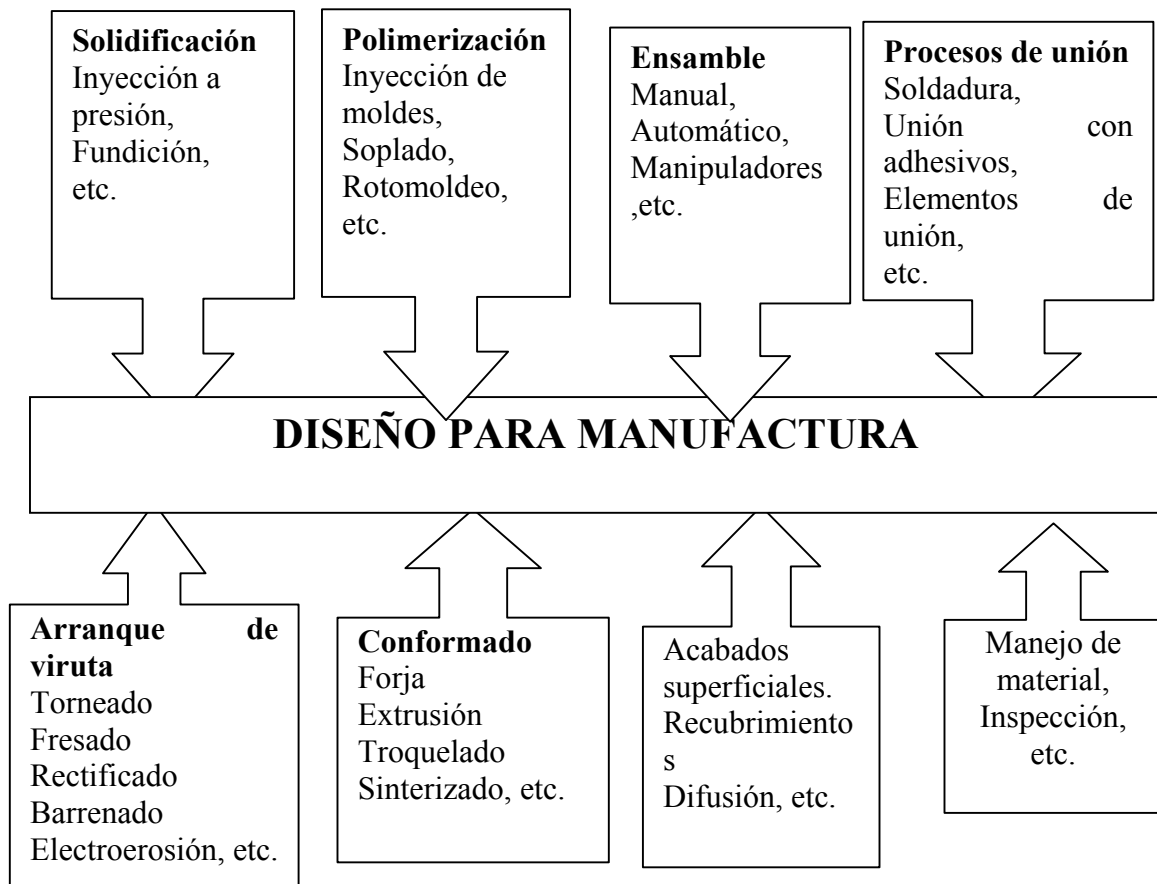 Solidificación
Inyección a
presión,
Fundición,
etc.
Polimerización
Inyección de
moldes,
Soplado,
Rotomoldeo,
etc.
Ensamble
Manual,
Automático,
Manipuladores
,etc.
Procesos de unión
Soldadura,
Unión con
adhesivos,
Elementos de
unión,
etc.
DISEÑO PARA MANUFACTURA
Arranque de
viruta
Torneado
Fresado
Rectificado
Barrenado
Electroerosión, etc.
Conformado
Forja
Extrusión
Troquelado
Sinterizado, etc.
Acabados
superficiales.
Recubrimiento
s
Difusión, etc.
Manejo de
material,
Inspección,
etc.